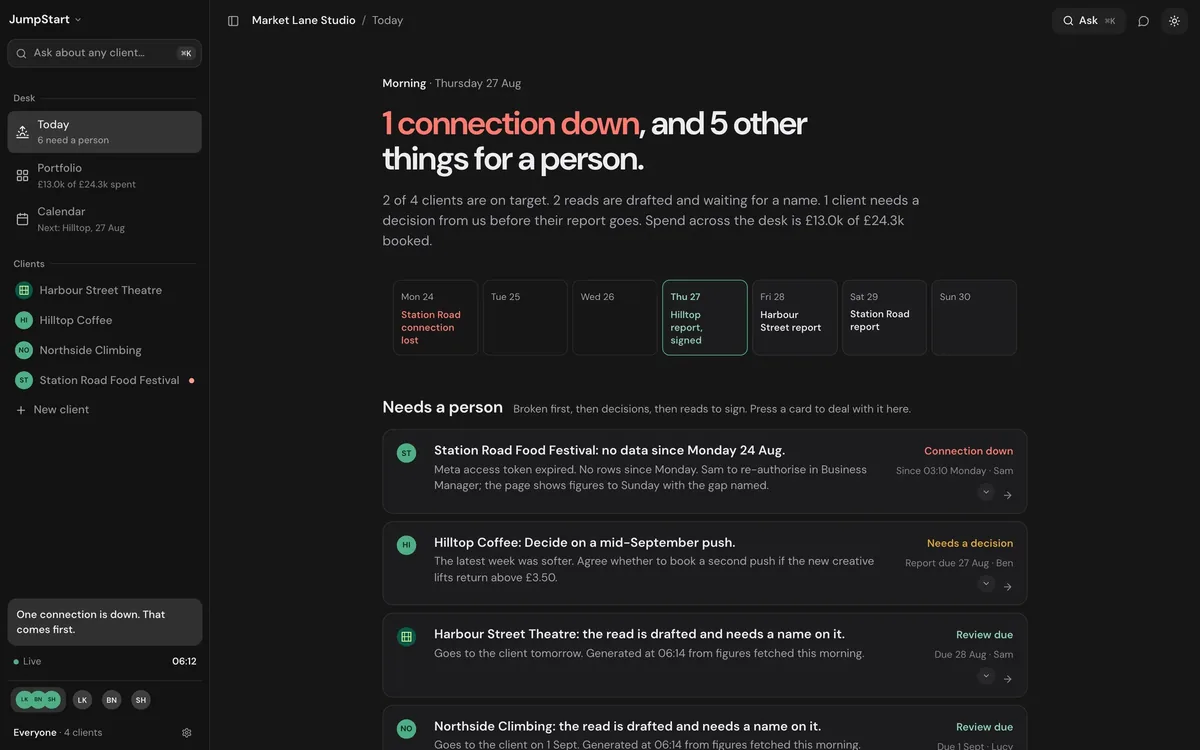 JumpStart
Ask about any client...
⌘K
Desk
Today
6 need a person
Portfolio
£13.0k of £24.3k spent
Calendar
Next: Hilltop, 27 Aug
Clients
Harbour Street Theatre
HI
Hilltop Coffee
NO
Northside Climbing
ST
Station Road Food Festival
New client
One connection is down. That
comes first.
Live
06:12
LK BN SH
LK
BN
SH
Everyone · 4 clients
Market Lane Studio / Today
Ask ⌘K
Morning · Thursday 27 Aug
1 connection down, and 5 other
things for a person.
2 of 4 clients are on target. 2 reads are drafted and waiting for a name. 1 client needs a
decision from us before their report goes. Spend across the desk is £13.0k of £24.3k
booked.
Mon 24
Station Road
connection
lost
Tue 25
Wed 26
Thu 27
Hilltop
report,
signed
Fri 28
Harbour
Street report
Sat 29
Station Road
report
Sun 30
Needs a person
Broken first, then decisions, then reads to sign. Press a card to deal with it here.
ST
Station Road Food Festival: no data since Monday 24 Aug.
Meta access token expired. No rows since Monday. Sam to re-authorise in Business
Manager; the page shows figures to Sunday with the gap named.
Connection down
Since 03:10 Monday · Sam
HI
Hilltop Coffee: Decide on a mid-September push.
The latest week was softer. Agree whether to book a second push if the new creative
lifts return above £3.50.
Needs a decision
Report due 27 Aug · Ben
Harbour Street Theatre: the read is drafted and needs a name on it.
Goes to the client tomorrow. Generated at 06:14 from figures fetched this morning.
Review due
Due 28 Aug · Sam
NO
Northside Climbing: the read is drafted and needs a name on it.
Goes to the client on 1 Sept. Generated at 06:14 from figures fetched this morning.
Review due
Due 1 Sept · Lucy